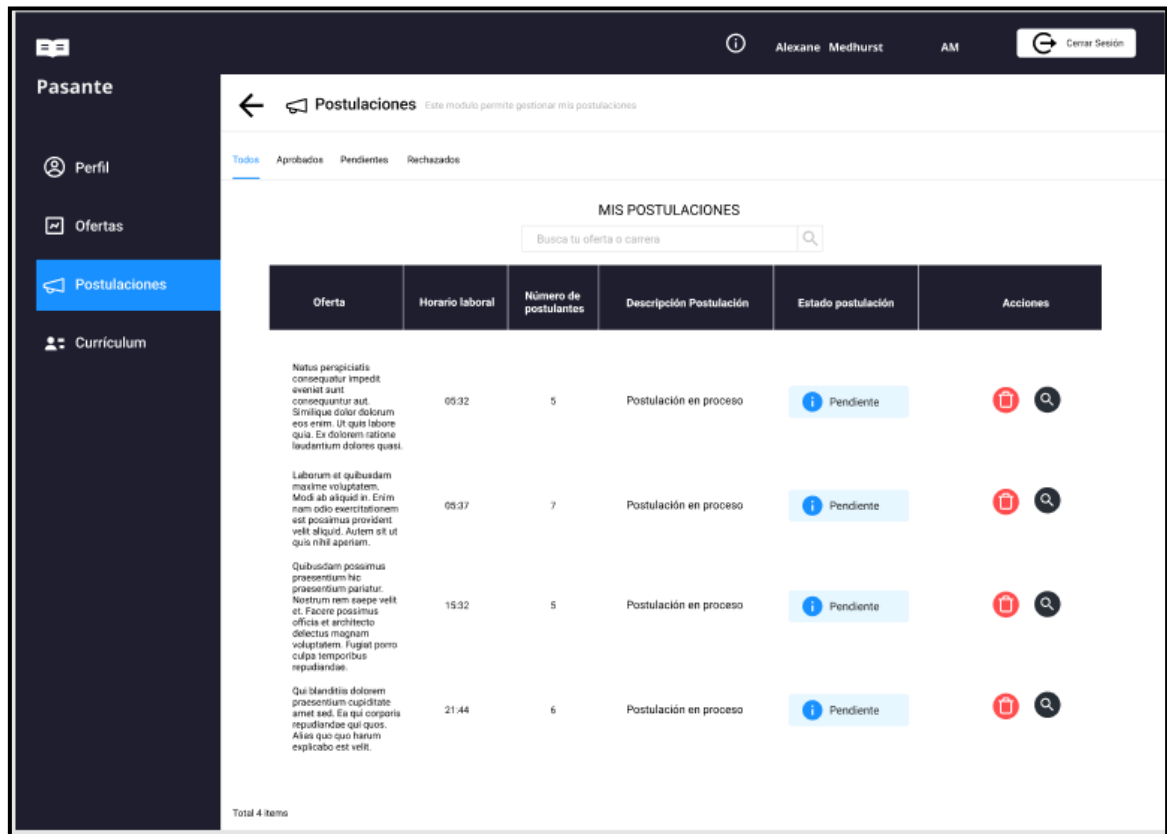 Alexane Medhurst
AM
Cerrar Sesión
Pasante
Perfil
Ofertas
Postulaciones
Currículum
Postulaciones Este modulo permite gestionar mis postulaciones
Todos Aprobados Pendientes Rechazados
MIS POSTULACIONES
Busca tu oferta o carrera
Oferta
Horario laboral
Número de
postulantes
Descripción Postulación
Estado postulación
Acciones
Natus perspiciatis
consequatur impedit
eveniet sunt
consequuntur aut.
Similique dolor dolorum
eos enim. Ut quis labore
quia. Ex dolorem ratione
laudantium dolores quasi.
05:32
5
Postulación en proceso
Pendiente
Laborum et quibusdam
maxime voluptatem.
Modi ab aliquid in. Enim
nam odio exercitationem
est possimus provident
velit aliquid. Autem sit ut
quis nihil aperiam.
05:37
7
Postulación en proceso
Pendiente
Quibusdam possimus
praesentium hic
praesentium pariatur.
Nostrum rem saepe velit
et. Facere possimus
officia et architecto
delectus magnam
voluptatem. Fugiat porro
culpa temporibus
repudiandae.
15:32
5
Postulación en proceso
Pendiente
Qui blanditiis dolorem
praesentium cupiditate
amet sed. Ea qui corporis
repudiandae qui quos.
Alias quo quo harum
explicabo est velit.
21:44
6
Postulación en proceso
Pendiente
Total 4 items